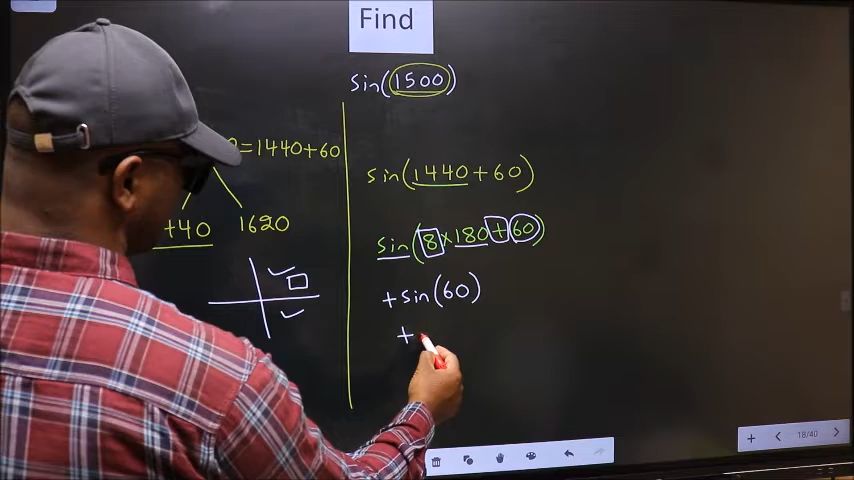 Find
sin(1500)
=1440+60
+40 1620
sin(1440+60)
sin(8×180+60)
+sin(60)
+
18/40